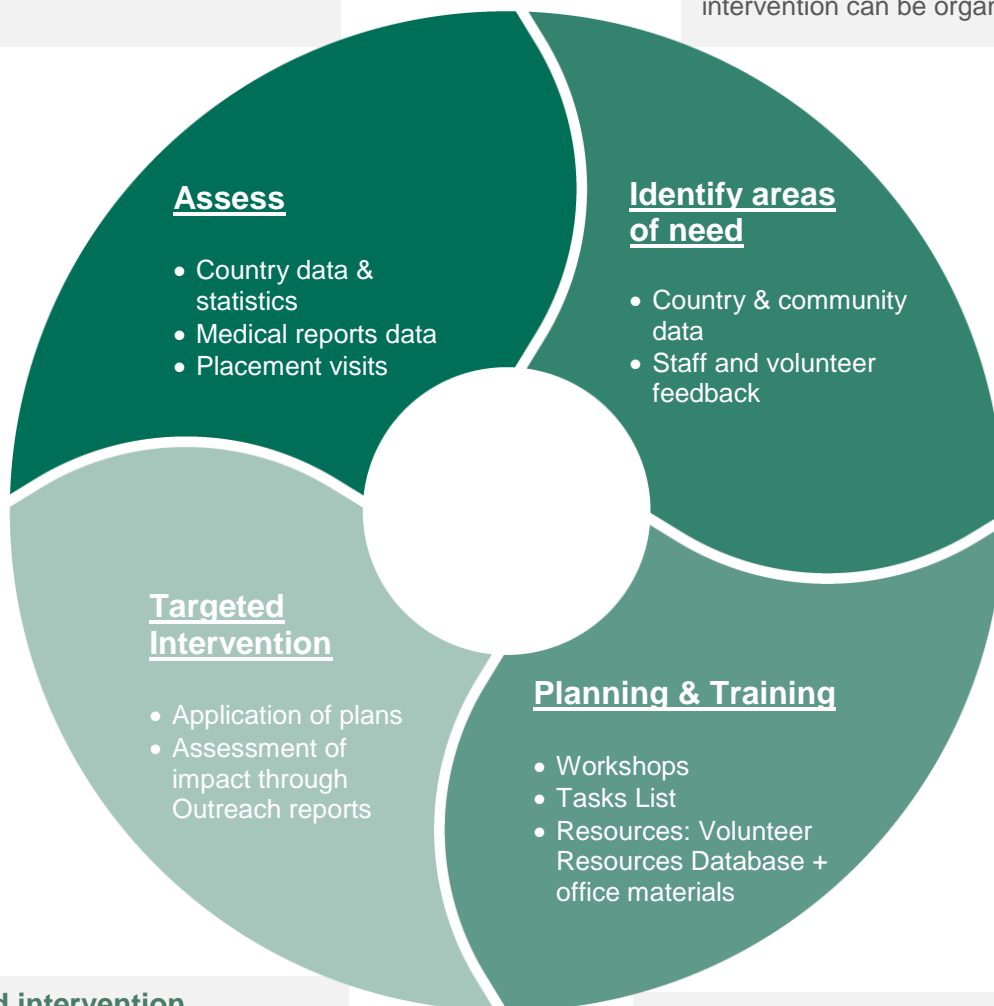 intervention can be organ
Assess
• Country data &
statistics
• Medical reports data
• Placement visits
Identify areas
of need
• Country & community
data
• Staff and volunteer
feedback
Targeted
Intervention
• Application of plans
• Assessment of
impact through
Outreach reports
Planning & Training
• Workshops
• Tasks List
• Resources: Volunteer
Resources Database +
office materials
d intervention